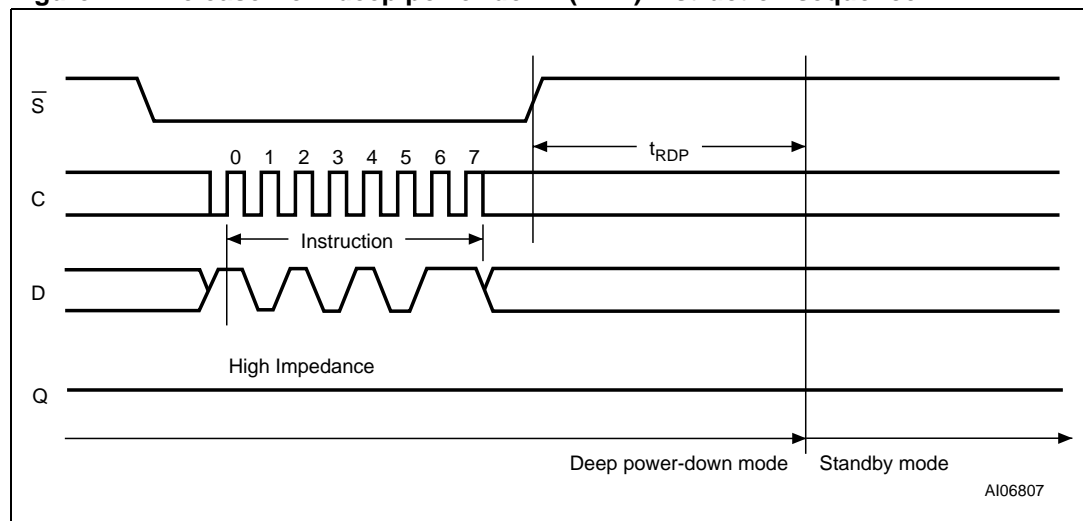 S
tRDP
0 1 2 3 4 5 6 7
C
Instruction
D
High Impedance
Q
Deep power-down mode Standby mode
AI06807